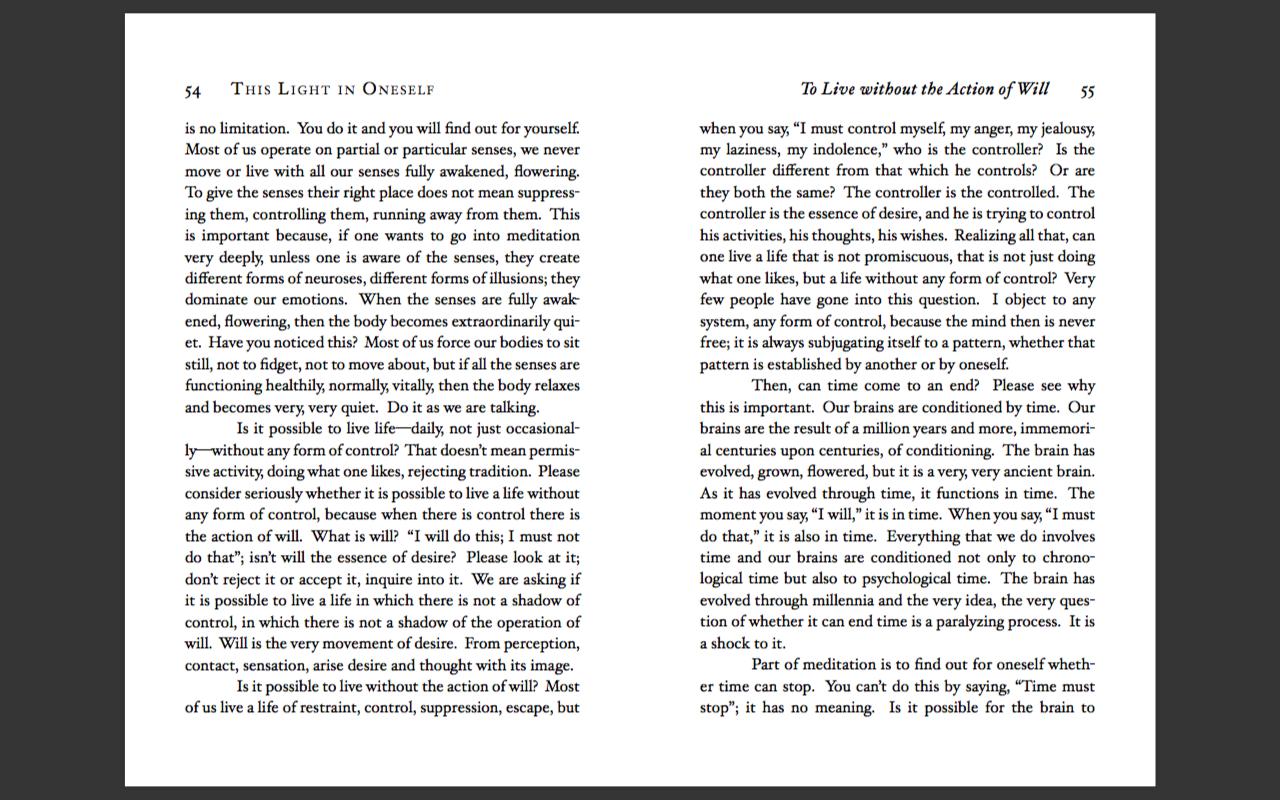 54 THIS LIGHT IN ONESELF
is no limitation. You do it and you will find out for yourself.
Most of us operate on partial or particular senses, we never
move or live with all our senses fully awakened, flowering.
To give the senses their right place does not mean suppress-
ing them, controlling them, running away from them. This
is important because, if one wants to go into meditation
very deeply, unless one is aware of the senses, they create
different forms of neuroses, different forms of illusions; they
dominate our emotions. When the senses are fully awak-
ened, flowering, then the body becomes extraordinarily qui-
et. Have you noticed this? Most of us force our bodies to sit
still, not to fidget, not to move about, but if all the senses are
functioning healthily, normally, vitally, then the body relaxes
and becomes very, very quiet. Do it as we are talking.
Is it possible to live life—daily, not just occasional-
ly—without any form of control? That doesn't mean permis-
sive activity, doing what one likes, rejecting tradition. Please
consider seriously whether it is possible to live a life without
any form of control, because when there is control there is
the action of will. What is will? “I will do this; I must not
do that”; isn't will the essence of desire? Please look at it;
don't reject it or accept it, inquire into it. We are asking if
it is possible to live a life in which there is not a shadow of
control, in which there is not a shadow of the operation of
will. Will is the very movement of desire. From perception,
contact, sensation, arise desire and thought with its image.
Is it possible to live without the action of will? Most
of us live a life of restraint, control, suppression, escape, but
To Live without the Action of Will 55
when you say, “I must control myself, my anger, my jealousy,
my laziness, my indolence,” who is the controller? Is the
controller different from that which he controls? Or are
they both the same? The controller is the controlled. The
controller is the essence of desire, and he is trying to control
his activities, his thoughts, his wishes. Realizing all that, can
one live a life that is not promiscuous, that is not just doing
what one likes, but a life without any form of control? Very
few people have gone into this question. I object to any
system, any form of control, because the mind then is never
free; it is always subjugating itself to a pattern, whether that
pattern is established by another or by oneself.
Then, can time come to an end? Please see why
this is important. Our brains are conditioned by time. Our
brains are the result of a million years and more, immemori-
al centuries upon centuries, of conditioning. The brain has
evolved, grown, flowered, but it is a very, very ancient brain.
As it has evolved through time, it functions in time. The
moment you say, “I will,” it is in time. When you say, “I must
do that,” it is also in time. Everything that we do involves
time and our brains are conditioned not only to chrono-
logical time but also to psychological time. The brain has
evolved through millennia and the very idea, the very ques-
tion of whether it can end time is a paralyzing process. It is
a shock to it.
Part of meditation is to find out for oneself wheth-
er time can stop. You can't do this by saying, “Time must
stop”; it has no meaning. Is it possible for the brain to